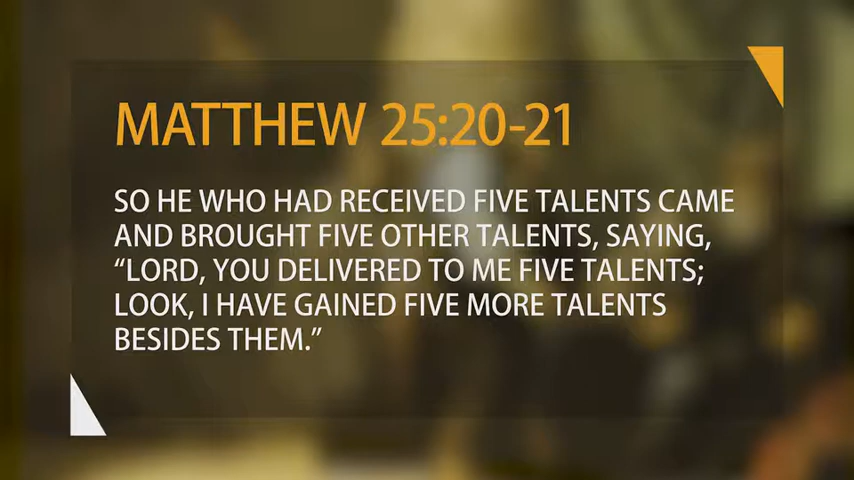 MATTHEW 25:20-21
SO HE WHO HAD RECEIVED FIVE TALENTS CAME
AND BROUGHT FIVE OTHER TALENTS, SAYING,
“LORD, YOU DELIVERED TO ME FIVE TALENTS;
LOOK, I HAVE GAINED FIVE MORE TALENTS
BESIDES THEM.”